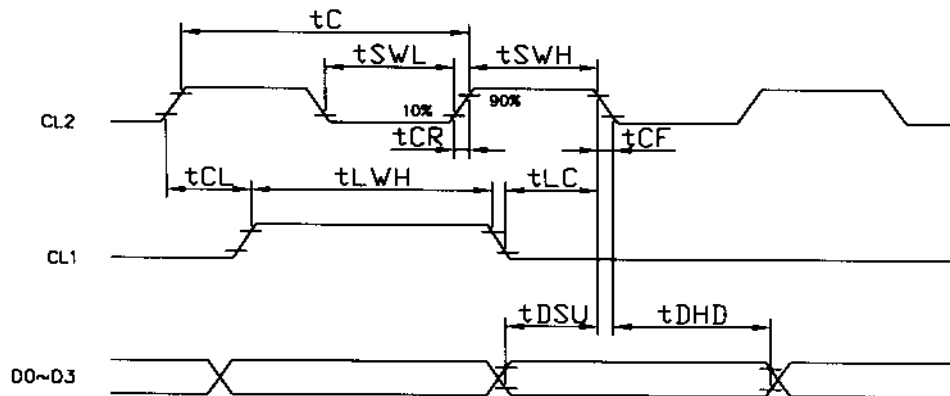 tC
tSWL
tSWH
10%
90%
CL2
tCR
tCF
tCL
tLWH
tLC
CL1
tDSU
tDHD
D0~D3